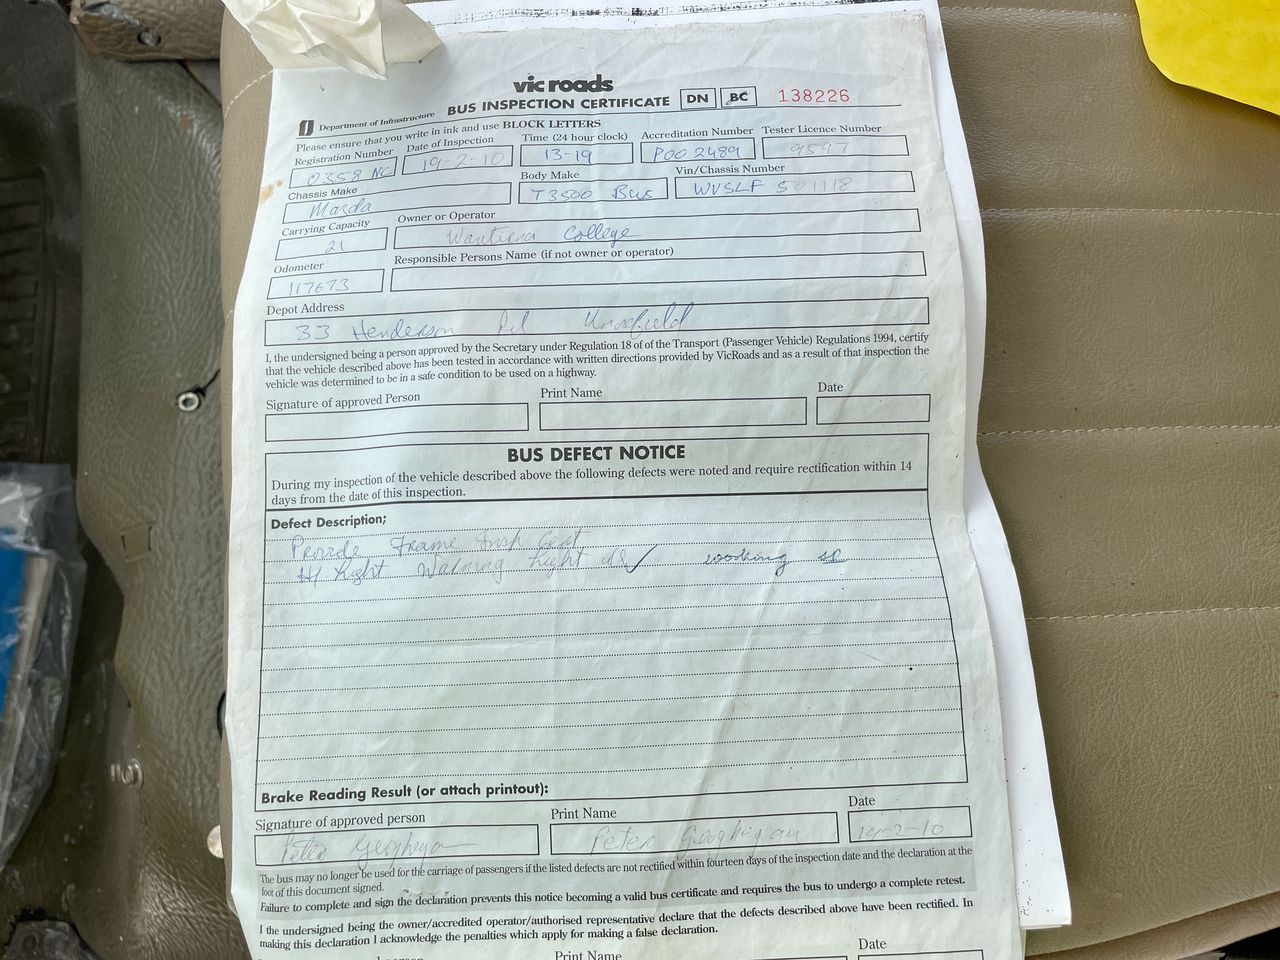 vic roads
BUS INSPECTION CERTIFICATE DN BC 138226
Department of Infrastructure
Please ensure that you write in ink and use BLOCK LETTERS
Registration Number Date of Inspection Time (24 hour clock) Accreditation Number Tester Licence Number
0358 NC 19-2-10 13-19 P00 2489 9597
Chassis Make Body Make Vin/Chassis Number
Mazda T3500 Bus WVSLF 501118
Carrying Capacity Owner or Operator
21 Wantirna College
Odometer Responsible Persons Name (if not owner or operator)
117673
Depot Address
33 Henderson Rd Knoxfield
I, the undersigned being a person approved by the Secretary under Regulation 18 of of the Transport (Passenger Vehicle) Regulations 1994, certify
that the vehicle described above has been tested in accordance with written directions provided by VicRoads and as a result of that inspection the
vehicle was determined to be in a safe condition to be used on a highway.
Signature of approved Person Print Name Date
BUS DEFECT NOTICE
During my inspection of the vehicle described above the following defects were noted and require rectification within 14
days from the date of this inspection.
Defect Description;
Provide Frame Insp Cert
Light Warning Light working
Brake Reading Result (or attach printout):
Signature of approved person Print Name Date
Peter Geoghegan Peter Geoghegan 19-2-10
The bus may no longer be used for the carriage of passengers if the listed defects are not rectified within fourteen days of the inspection date and the declaration at the
foot of this document signed.
Failure to complete and sign the declaration prevents this notice becoming a valid bus certificate and requires the bus to undergo a complete retest.
I the undersigned being the owner/accredited operator/authorised representative declare that the defects described above have been rectified. In
making this declaration I acknowledge the penalties which apply for making a false declaration.
Print Name Date